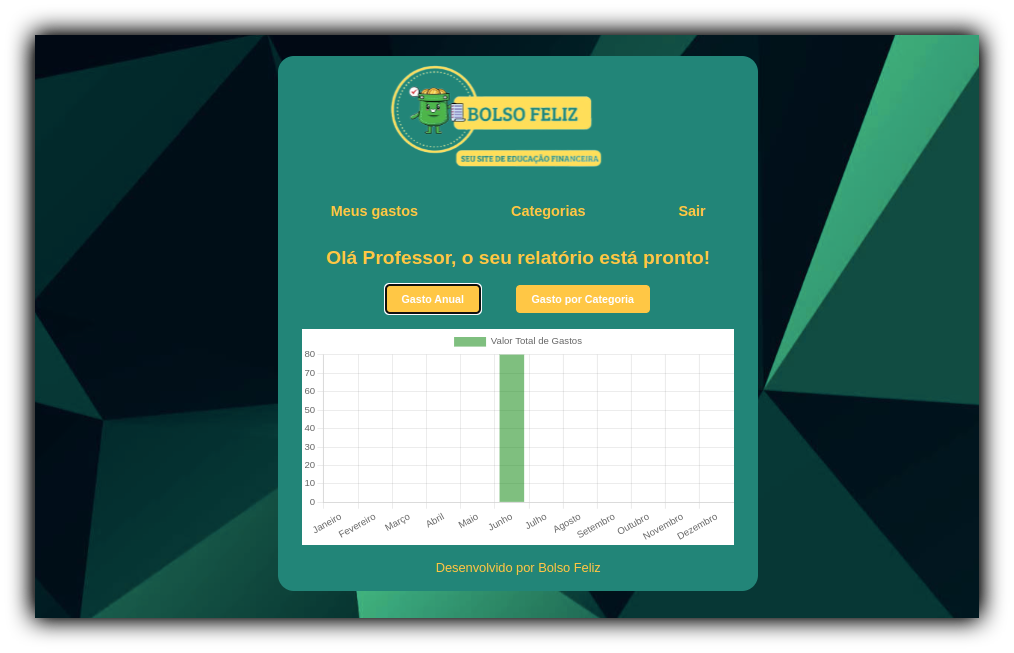 BOLSO FELIZ
SEU SITE DE EDUCAÇÃO FINANCEIRA
Meus gastos Categorias Sair
Olá Professor, o seu relatório está pronto!
Gasto Anual Gasto por Categoria
Valor Total de Gastos
80
70
60
50
40
30
20
10
0
Janeiro Fevereiro Março Abril Maio Junho Julho Agosto Setembro Outubro Novembro Dezembro
Desenvolvido por Bolso Feliz